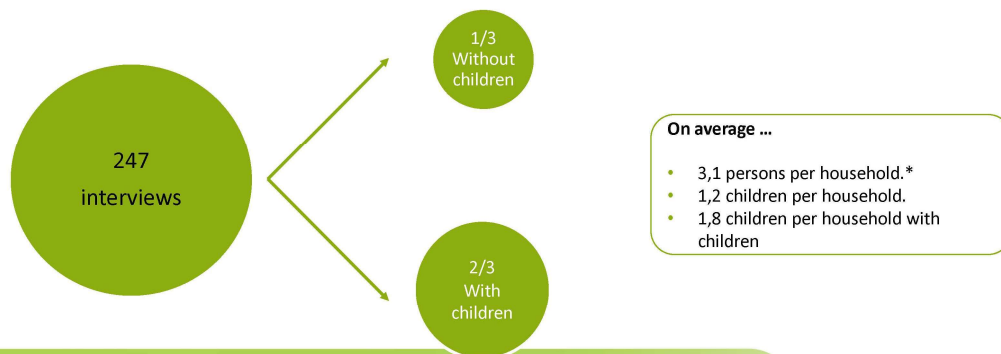 247
interviews
1/3
Without
children
2/3
With
children
On average ...
• 3,1 persons per household.*
• 1,2 children per household.
• 1,8 children per household with
children